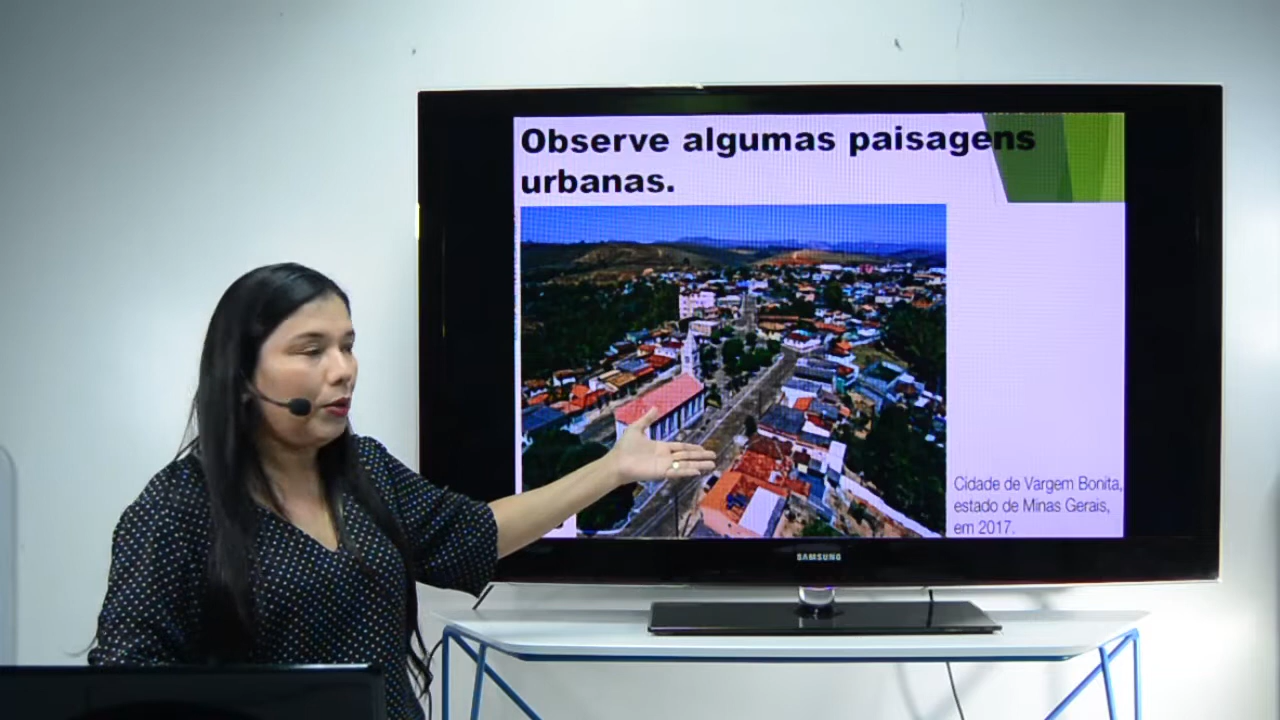 Observe algumas paisagens
urbanas.
Cidade de Vargem Bonita,
estado de Minas Gerais,
em 2017.
SAMSUNG